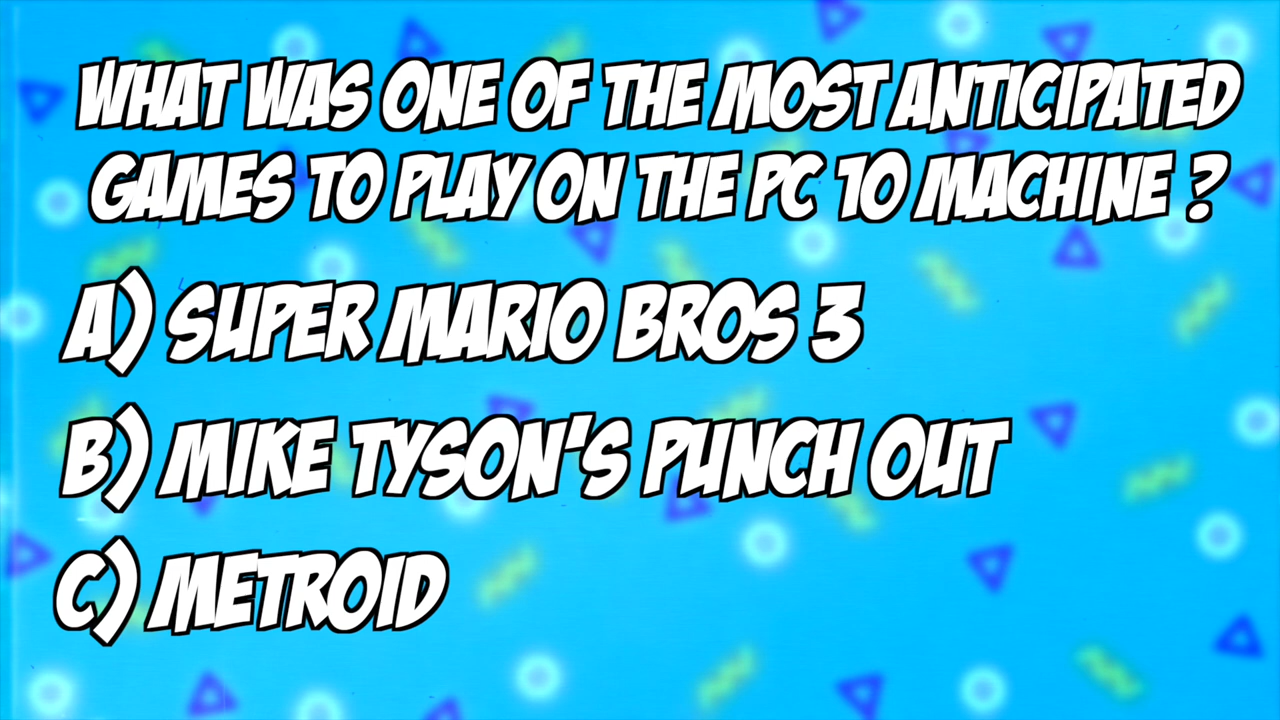 WHAT WAS ONE OF THE MOST ANTICIPATED
GAMES TO PLAY ON THE PC 10 MACHINE ?
A) SUPER MARIO BROS 3
B) MIKE TYSON'S PUNCH OUT
C) METROID